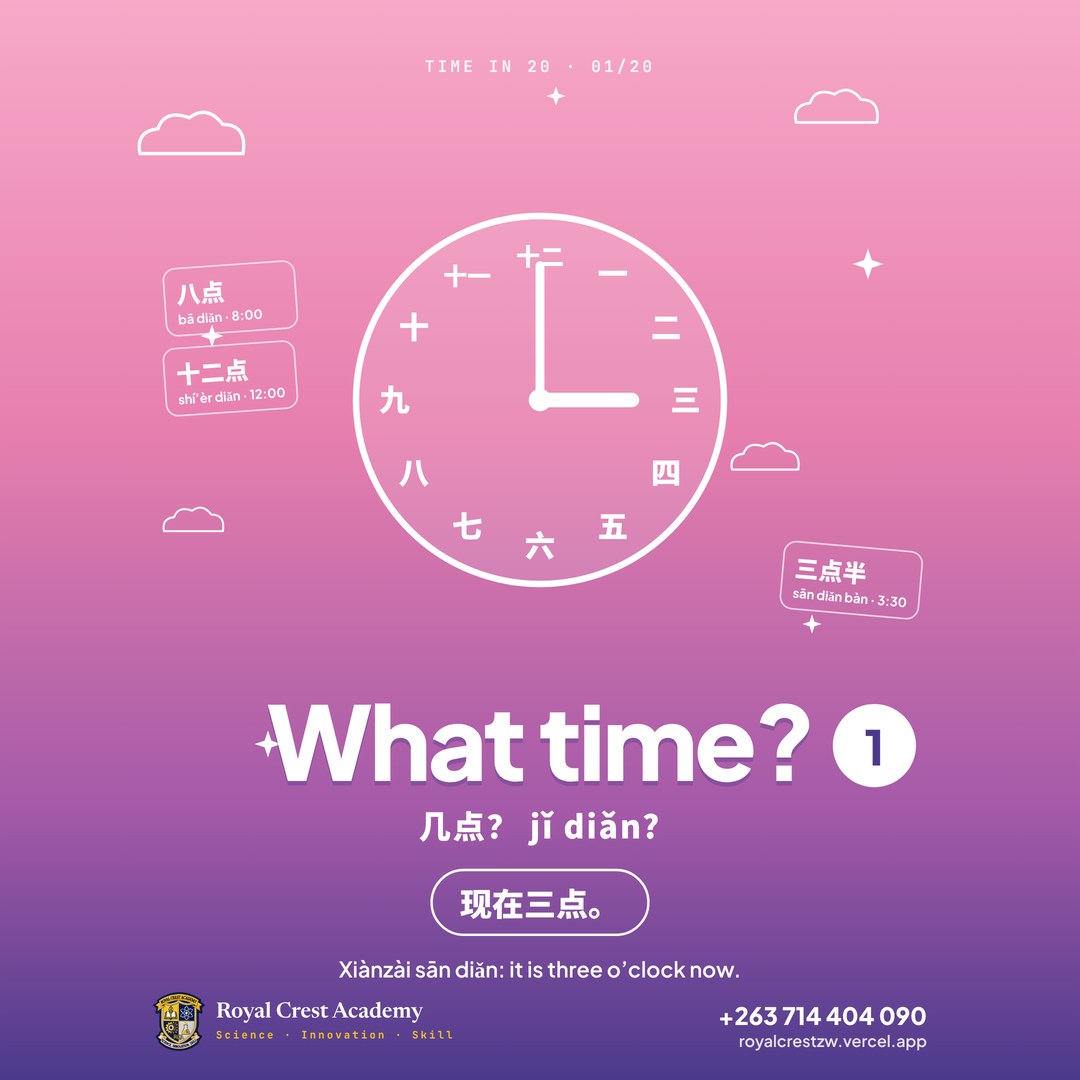 TIME IN 20 · 01/20
十二
十一
一
十
二
九
三
八
四
七
五
六
八点
bā diǎn · 8:00
十二点
shí'èr diǎn · 12:00
三点半
sān diǎn bàn · 3:30
What time? 1
几点? jǐ diǎn?
现在三点。
Xiànzài sān diǎn: it is three o’clock now.
Royal Crest Academy
Science · Innovation · Skill
+263 714 404 090
royalcrestzw.vercel.app